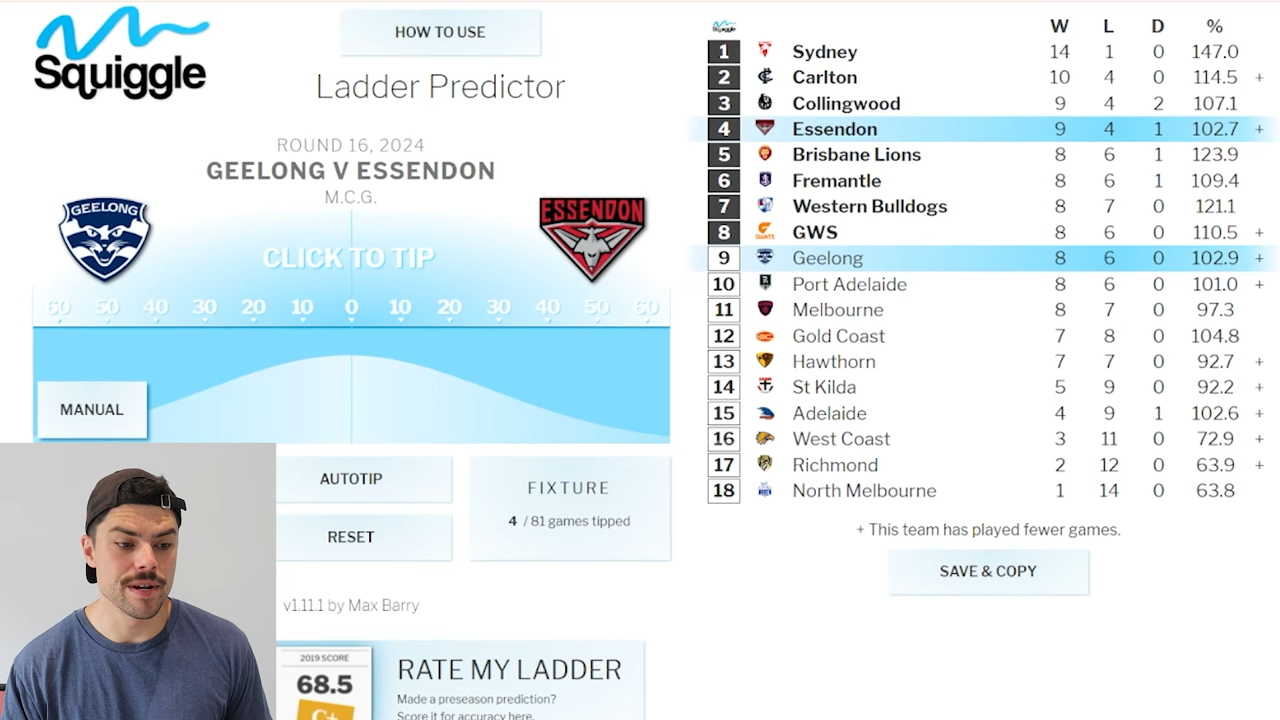 Squiggle
HOW TO USE
Ladder Predictor
ROUND 16, 2024
GEELONG V ESSENDON
M.C.G.
GEELONG
ESSENDON
CLICK TO TIP
60 50 40 30 20 10 0 10 20 30 40 50 60
MANUAL
AUTOTIP
RESET
FIXTURE
4 / 81 games tipped
v1.11.1 by Max Barry
2019 SCORE
68.5
C+
RATE MY LADDER
Made a preseason prediction?
Score it for accuracy here.
W L D %
1 Sydney 14 1 0 147.0
2 Carlton 10 4 0 114.5 +
3 Collingwood 9 4 2 107.1
4 Essendon 9 4 1 102.7 +
5 Brisbane Lions 8 6 1 123.9
6 Fremantle 8 6 1 109.4
7 Western Bulldogs 8 7 0 121.1
8 GWS 8 6 0 110.5 +
9 Geelong 8 6 0 102.9 +
10 Port Adelaide 8 6 0 101.0 +
11 Melbourne 8 7 0 97.3
12 Gold Coast 7 8 0 104.8
13 Hawthorn 7 7 0 92.7 +
14 St Kilda 5 9 0 92.2 +
15 Adelaide 4 9 1 102.6 +
16 West Coast 3 11 0 72.9 +
17 Richmond 2 12 0 63.9 +
18 North Melbourne 1 14 0 63.8
+ This team has played fewer games.
SAVE & COPY